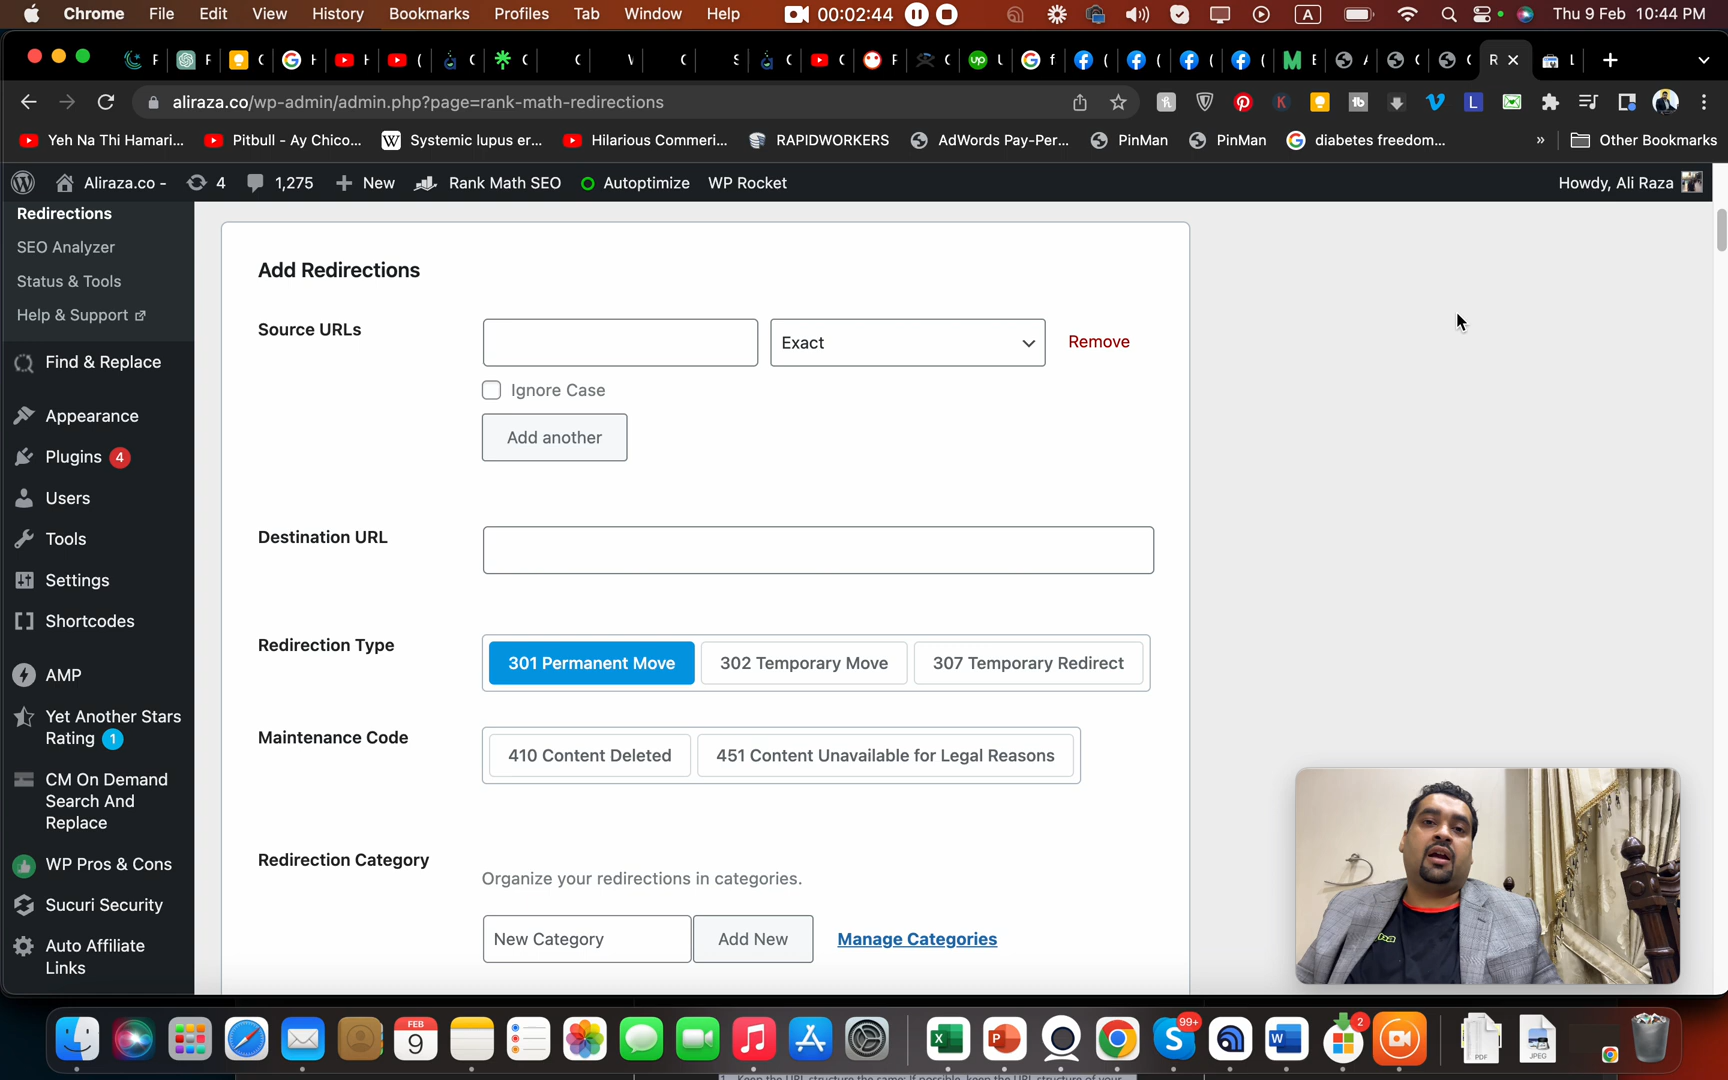 Chrome File Edit View History Bookmarks Profiles Tab Window Help 00:02:44 A Thu 9 Feb 10:44 PM
aliraza.co/wp-admin/admin.php?page=rank-math-redirections
Yeh Na Thi Hamari... Pitbull - Ay Chico... Systemic lupus er... Hilarious Commeri... RAPIDWORKERS AdWords Pay-Per... PinMan PinMan diabetes freedom... » Other Bookmarks
Aliraza.co - 4 1,275 New Rank Math SEO Autoptimize WP Rocket Howdy, Ali Raza
Redirections
SEO Analyzer
Status & Tools
Help & Support
Find & Replace
Appearance
Plugins 4
Users
Tools
Settings
Shortcodes
AMP
Yet Another Stars
Rating 1
CM On Demand
Search And
Replace
WP Pros & Cons
Sucuri Security
Auto Affiliate
Links
Add Redirections
Source URLs
Exact
Remove
Ignore Case
Add another
Destination URL
Redirection Type
301 Permanent Move 302 Temporary Move 307 Temporary Redirect
Maintenance Code
410 Content Deleted 451 Content Unavailable for Legal Reasons
Redirection Category
Organize your redirections in categories.
New Category Add New Manage Categories
FEB
9
99+
2
PDF
JPEG